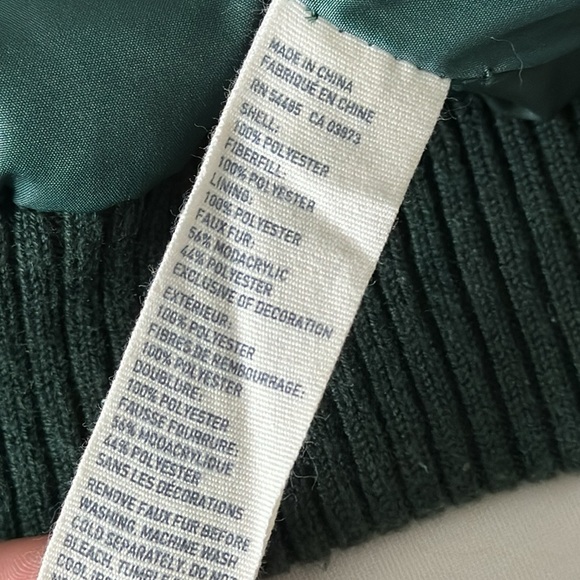 MADE IN CHINA
FABRIQUE EN CHINE
RN 54485 CA 03873
SHELL:
100% POLYESTER
FIBERFILL:
100% POLYESTER
LINING:
100% POLYESTER
FAUX FUR:
56% MODACRYLIC
44% POLYESTER
EXCLUSIVE OF DECORATION
EXTÉRIEUR:
100% POLYESTER
FIBRES DE REMBOURRAGE:
100% POLYESTER
DOUBLURE:
100% POLYESTER
FAUSSE FOURRURE:
56% MODACRYLIQUE
44% POLYESTER
SANS LES DÉCORATIONS
REMOVE FAUX FUR BEFORE
WASHING. MACHINE WASH
COLD SEPARATELY. DO NOT
BLEACH. TUMBLE
COOL